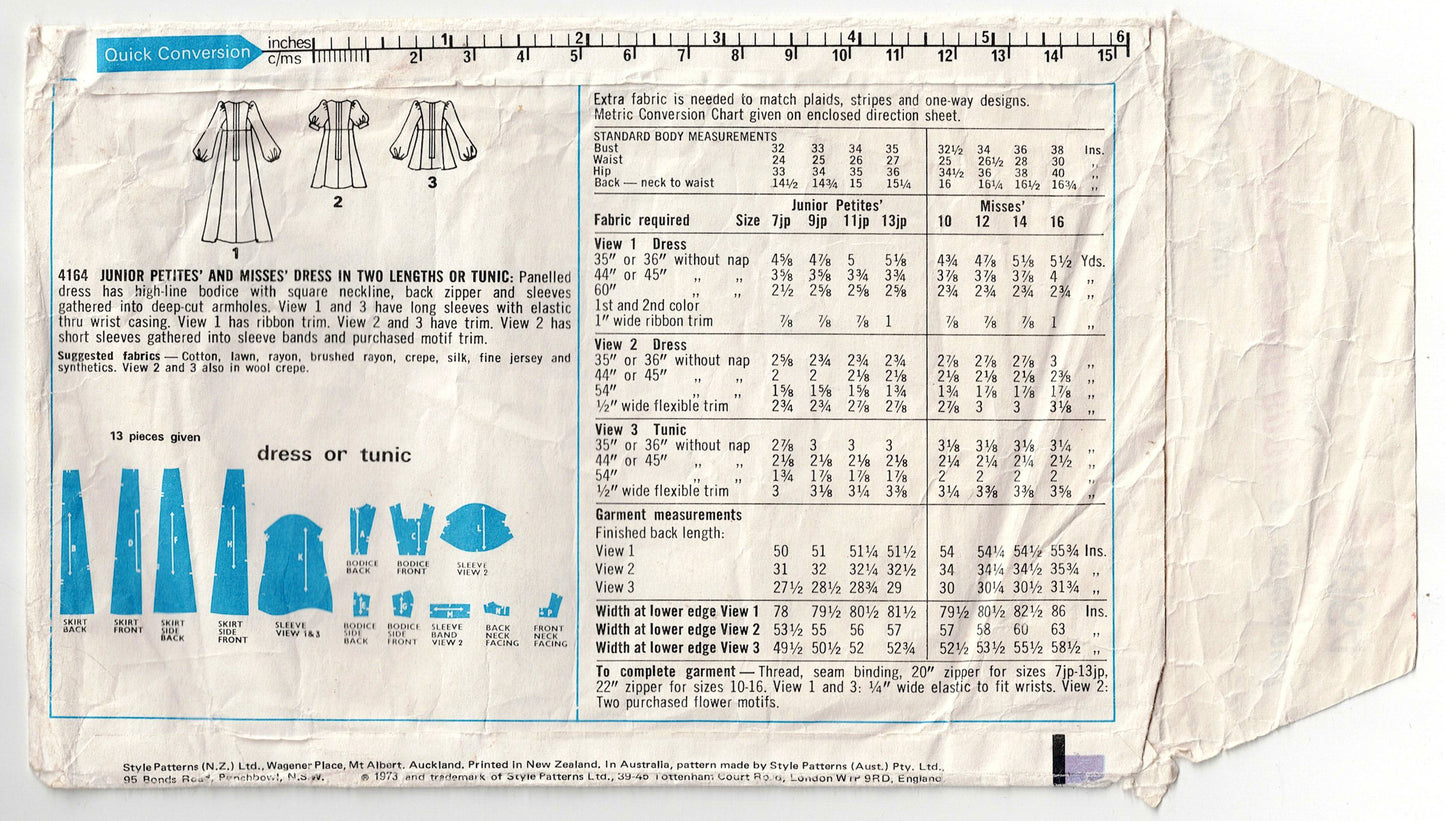 Quick Conversion inches 1 2 3 4 5 6
c/ms 2 3 5 6 7 8 9 10 11 12 13 14 15
1
2
3
4164 JUNIOR PETITES' AND MISSES' DRESS IN TWO LENGTHS OR TUNIC: Panelled
dress has high-line bodice with square neckline, back zipper and sleeves
gathered into deep-cut armholes. View 1 and 3 have long sleeves with elastic
thru wrist casing. View 1 has ribbon trim. View 2 and 3 have trim. View 2 has
short sleeves gathered into sleeve bands and purchased motif trim.
Suggested fabrics — Cotton, lawn, rayon, brushed rayon, crepe, silk, fine jersey and
synthetics. View 2 and 3 also in wool crepe.
13 pieces given
dress or tunic
B
D
F
H
K
A
C
L
G
M
N
P
SKIRT BACK
SKIRT FRONT
SKIRT SIDE BACK
SKIRT SIDE FRONT
SLEEVE VIEW 1&3
BODICE BACK
BODICE FRONT
SLEEVE VIEW 2
BODICE SIDE BACK
BODICE SIDE FRONT
SLEEVE BAND VIEW 2
BACK NECK FACING
FRONT NECK FACING
Extra fabric is needed to match plaids, stripes and one-way designs.
Metric Conversion Chart given on enclosed direction sheet.
STANDARD BODY MEASUREMENTS
Bust 32 33 34 35 32½ 34 36 38 Ins.
Waist 24 25 26 27 25 26½ 28 30 ,,
Hip 33 34 35 36 34½ 36 38 40 ,,
Back — neck to waist 14½ 14¾ 15 15¼ 16 16¼ 16½ 16¾ ,,
Junior Petites' Misses'
Fabric required Size 7jp 9jp 11jp 13jp 10 12 14 16
View 1 Dress
35" or 36" without nap 4⅝ 4⅞ 5 5⅛ 4¾ 4⅞ 5⅛ 5½ Yds.
44" or 45" ,, ,, 3⅝ 3⅝ 3¾ 3¾ 3⅞ 3⅞ 3⅞ 4 ,,
60" ,, ,, 2½ 2⅝ 2⅝ 2⅝ 2¾ 2¾ 2¾ 2¾ ,,
1st and 2nd color
1" wide ribbon trim ⅞ ⅞ ⅞ 1 ⅞ ⅞ ⅞ 1 ,,
View 2 Dress
35" or 36" without nap 2⅝ 2¾ 2¾ 2¾ 2⅞ 2⅞ 2⅞ 3 ,,
44" or 45" ,, ,, 2 2 2⅛ 2⅛ 2⅛ 2⅛ 2⅛ 2⅜ ,,
54" ,, ,, 1⅝ 1⅝ 1⅝ 1¾ 1¾ 1⅞ 1⅞ 1⅞ ,,
½" wide flexible trim 2¾ 2¾ 2⅞ 2⅞ 2⅞ 3 3 3⅛ ,,
View 3 Tunic
35" or 36" without nap 2⅞ 3 3 3 3⅛ 3⅛ 3⅛ 3¼ ,,
44" or 45" ,, ,, 2⅛ 2⅛ 2⅛ 2⅛ 2¼ 2¼ 2¼ 2½ ,,
54" ,, ,, 1¾ 1⅞ 1⅞ 1⅞ 2 2 2 2 ,,
½" wide flexible trim 3 3⅛ 3¼ 3⅜ 3¼ 3⅜ 3⅜ 3⅝ ,,
Garment measurements
Finished back length:
View 1 50 51 51¼ 51½ 54 54¼ 54½ 55¾ Ins.
View 2 31 32 32¼ 32½ 34 34¼ 34½ 35¾ ,,
View 3 27½ 28½ 28¾ 29 30 30¼ 30½ 31¾ ,,
Width at lower edge View 1 78 79½ 80½ 81½ 79½ 80½ 82½ 86 Ins.
Width at lower edge View 2 53½ 55 56 57 57 58 60 63 ,,
Width at lower edge View 3 49½ 50½ 52 52¾ 52½ 53½ 55½ 58½ ,,
To complete garment — Thread, seam binding, 20" zipper for sizes 7jp-13jp,
22" zipper for sizes 10-16. View 1 and 3: ¼" wide elastic to fit wrists. View 2:
Two purchased flower motifs.
Style Patterns (N.Z.) Ltd., Wagener Place, Mt Albert, Auckland. Printed in New Zealand. In Australia, pattern made by Style Patterns (Aust.) Pty. Ltd.,
95 Bonds Road, Punchbowl, N.S.W. © 1973 and trademark of Style Patterns Ltd., 39-45 Tottenham Court Road, London W1P 9RD, England